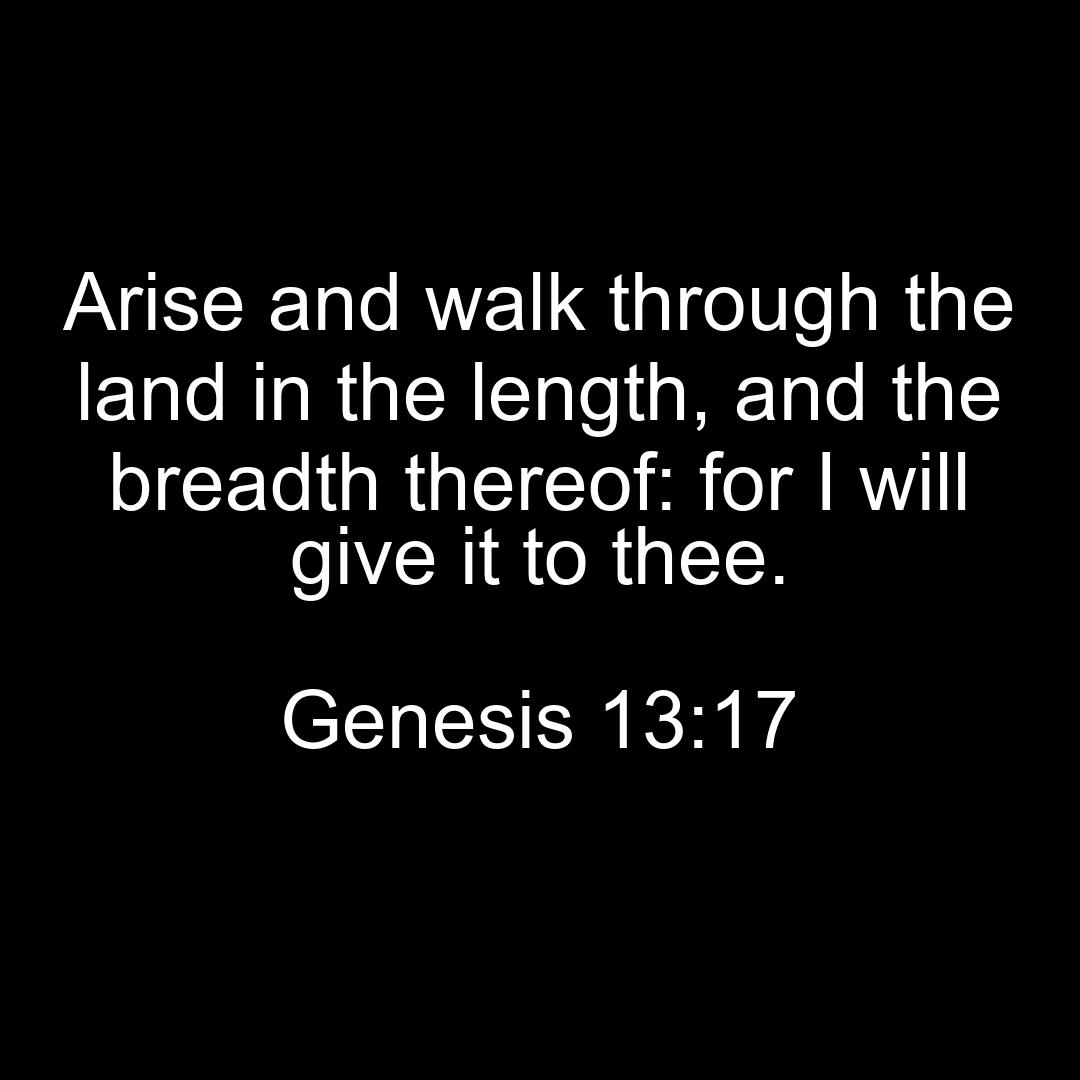 Arise and walk through the
land in the length, and the
breadth thereof: for I will
give it to thee.
Genesis 13:17